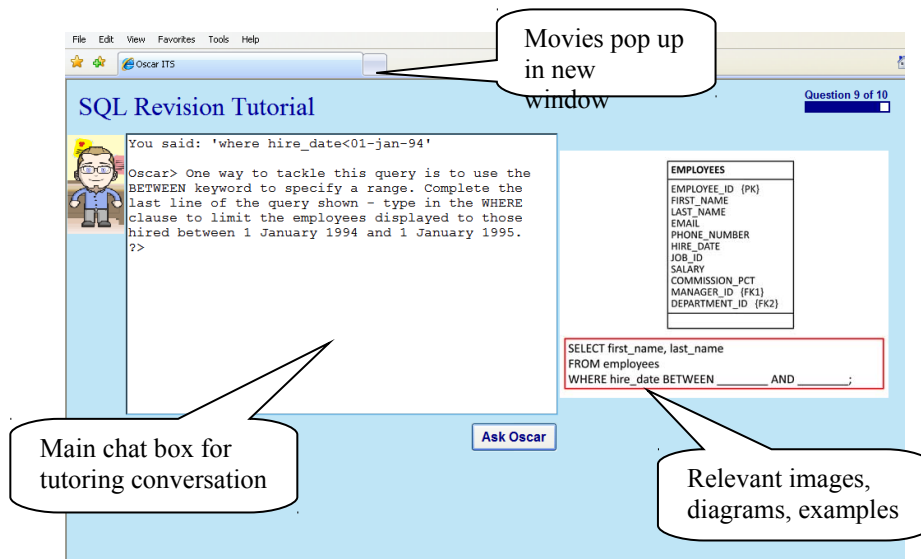 File Edit View Favorites Tools Help
Oscar ITS
Movies pop up
in new
window
SQL Revision Tutorial
Question 9 of 10
You said: 'where hire_date<01-jan-94'
Oscar> One way to tackle this query is to use the
BETWEEN keyword to specify a range. Complete the
last line of the query shown - type in the WHERE
clause to limit the employees displayed to those
hired between 1 January 1994 and 1 January 1995.
?>
EMPLOYEES
EMPLOYEE_ID {PK}
FIRST_NAME
LAST_NAME
EMAIL
PHONE_NUMBER
HIRE_DATE
JOB_ID
SALARY
COMMISSION_PCT
MANAGER_ID {FK1}
DEPARTMENT_ID {FK2}
SELECT first_name, last_name
FROM employees
WHERE hire_date BETWEEN ________ AND _______;
Ask Oscar
Main chat box for
tutoring conversation
Relevant images,
diagrams, examples